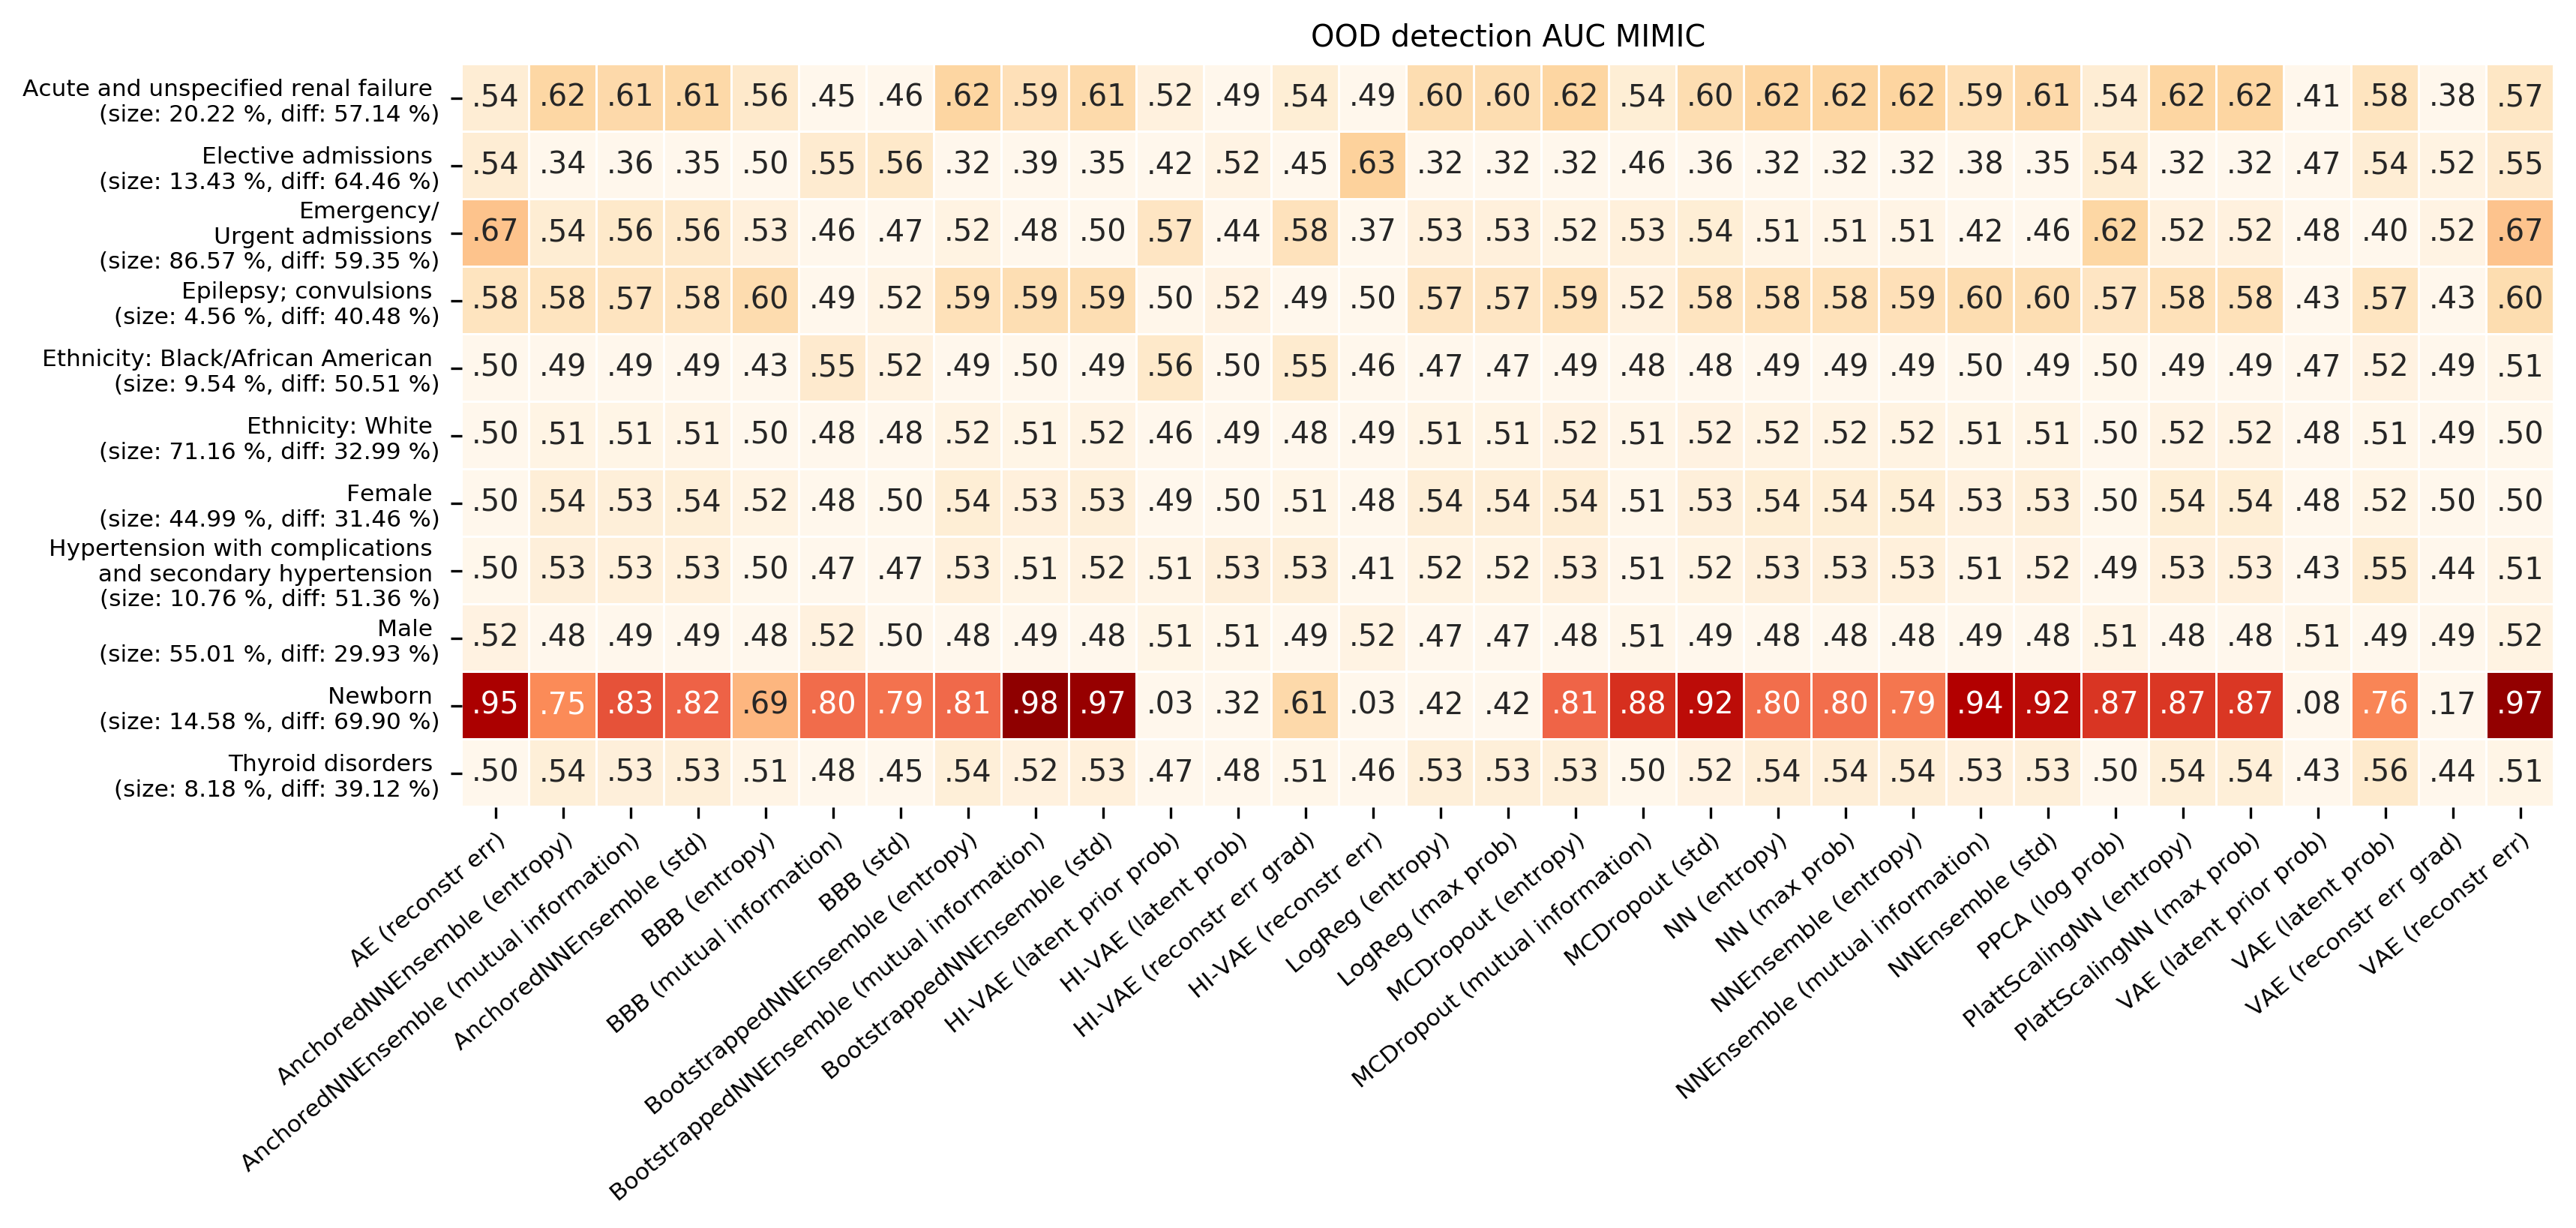 OOD detection AUC MIMIC
Acute and unspecified renal failure
(size: 20.22 %, diff: 57.14 %)
.54 .62 .61 .61 .56 .45 .46 .62 .59 .61 .52 .49 .54 .49 .60 .60 .62 .54 .60 .62 .62 .62 .59 .61 .54 .62 .62 .41 .58 .38 .57
Elective admissions
(size: 13.43 %, diff: 64.46 %)
.54 .34 .36 .35 .50 .55 .56 .32 .39 .35 .42 .52 .45 .63 .32 .32 .32 .46 .36 .32 .32 .32 .38 .35 .54 .32 .32 .47 .54 .52 .55
Emergency/
Urgent admissions
(size: 86.57 %, diff: 59.35 %)
.67 .54 .56 .56 .53 .46 .47 .52 .48 .50 .57 .44 .58 .37 .53 .53 .52 .53 .54 .51 .51 .51 .42 .46 .62 .52 .52 .48 .40 .52 .67
Epilepsy; convulsions
(size: 4.56 %, diff: 40.48 %)
.58 .58 .57 .58 .60 .49 .52 .59 .59 .59 .50 .52 .49 .50 .57 .57 .59 .52 .58 .58 .58 .59 .60 .60 .57 .58 .58 .43 .57 .43 .60
Ethnicity: Black/African American
(size: 9.54 %, diff: 50.51 %)
.50 .49 .49 .49 .43 .55 .52 .49 .50 .49 .56 .50 .55 .46 .47 .47 .49 .48 .48 .49 .49 .49 .50 .49 .50 .49 .49 .47 .52 .49 .51
Ethnicity: White
(size: 71.16 %, diff: 32.99 %)
.50 .51 .51 .51 .50 .48 .48 .52 .51 .52 .46 .49 .48 .49 .51 .51 .52 .51 .52 .52 .52 .52 .51 .51 .50 .52 .52 .48 .51 .49 .50
Female
(size: 44.99 %, diff: 31.46 %)
.50 .54 .53 .54 .52 .48 .50 .54 .53 .53 .49 .50 .51 .48 .54 .54 .54 .51 .53 .54 .54 .54 .53 .53 .50 .54 .54 .48 .52 .50 .50
Hypertension with complications
and secondary hypertension
(size: 10.76 %, diff: 51.36 %)
.50 .53 .53 .53 .50 .47 .47 .53 .51 .52 .51 .53 .53 .41 .52 .52 .53 .51 .52 .53 .53 .53 .51 .52 .49 .53 .53 .43 .55 .44 .51
Male
(size: 55.01 %, diff: 29.93 %)
.52 .48 .49 .49 .48 .52 .50 .48 .49 .48 .51 .51 .49 .52 .47 .47 .48 .51 .49 .48 .48 .48 .49 .48 .51 .48 .48 .51 .49 .49 .52
Newborn
(size: 14.58 %, diff: 69.90 %)
.95 .75 .83 .82 .69 .80 .79 .81 .98 .97 .03 .32 .61 .03 .42 .42 .81 .88 .92 .80 .80 .79 .94 .92 .87 .87 .87 .08 .76 .17 .97
Thyroid disorders
(size: 8.18 %, diff: 39.12 %)
.50 .54 .53 .53 .51 .48 .45 .54 .52 .53 .47 .48 .51 .46 .53 .53 .53 .50 .52 .54 .54 .54 .53 .53 .50 .54 .54 .43 .56 .44 .51
AE (reconstr err)
AnchoredNNEnsemble (entropy)
AnchoredNNEnsemble (mutual information)
AnchoredNNEnsemble (std)
BBB (entropy)
BBB (mutual information)
BBB (std)
BootstrappedNNEnsemble (entropy)
BootstrappedNNEnsemble (mutual information)
BootstrappedNNEnsemble (std)
HI-VAE (latent prior prob)
HI-VAE (latent prob)
HI-VAE (reconstr err grad)
HI-VAE (reconstr err)
LogReg (entropy)
LogReg (max prob)
MCDropout (entropy)
MCDropout (mutual information)
MCDropout (std)
NN (entropy)
NN (max prob)
NNEnsemble (entropy)
NNEnsemble (mutual information)
NNEnsemble (std)
PPCA (log prob)
PlattScalingNN (entropy)
PlattScalingNN (max prob)
VAE (latent prior prob)
VAE (latent prob)
VAE (reconstr err grad)
VAE (reconstr err)